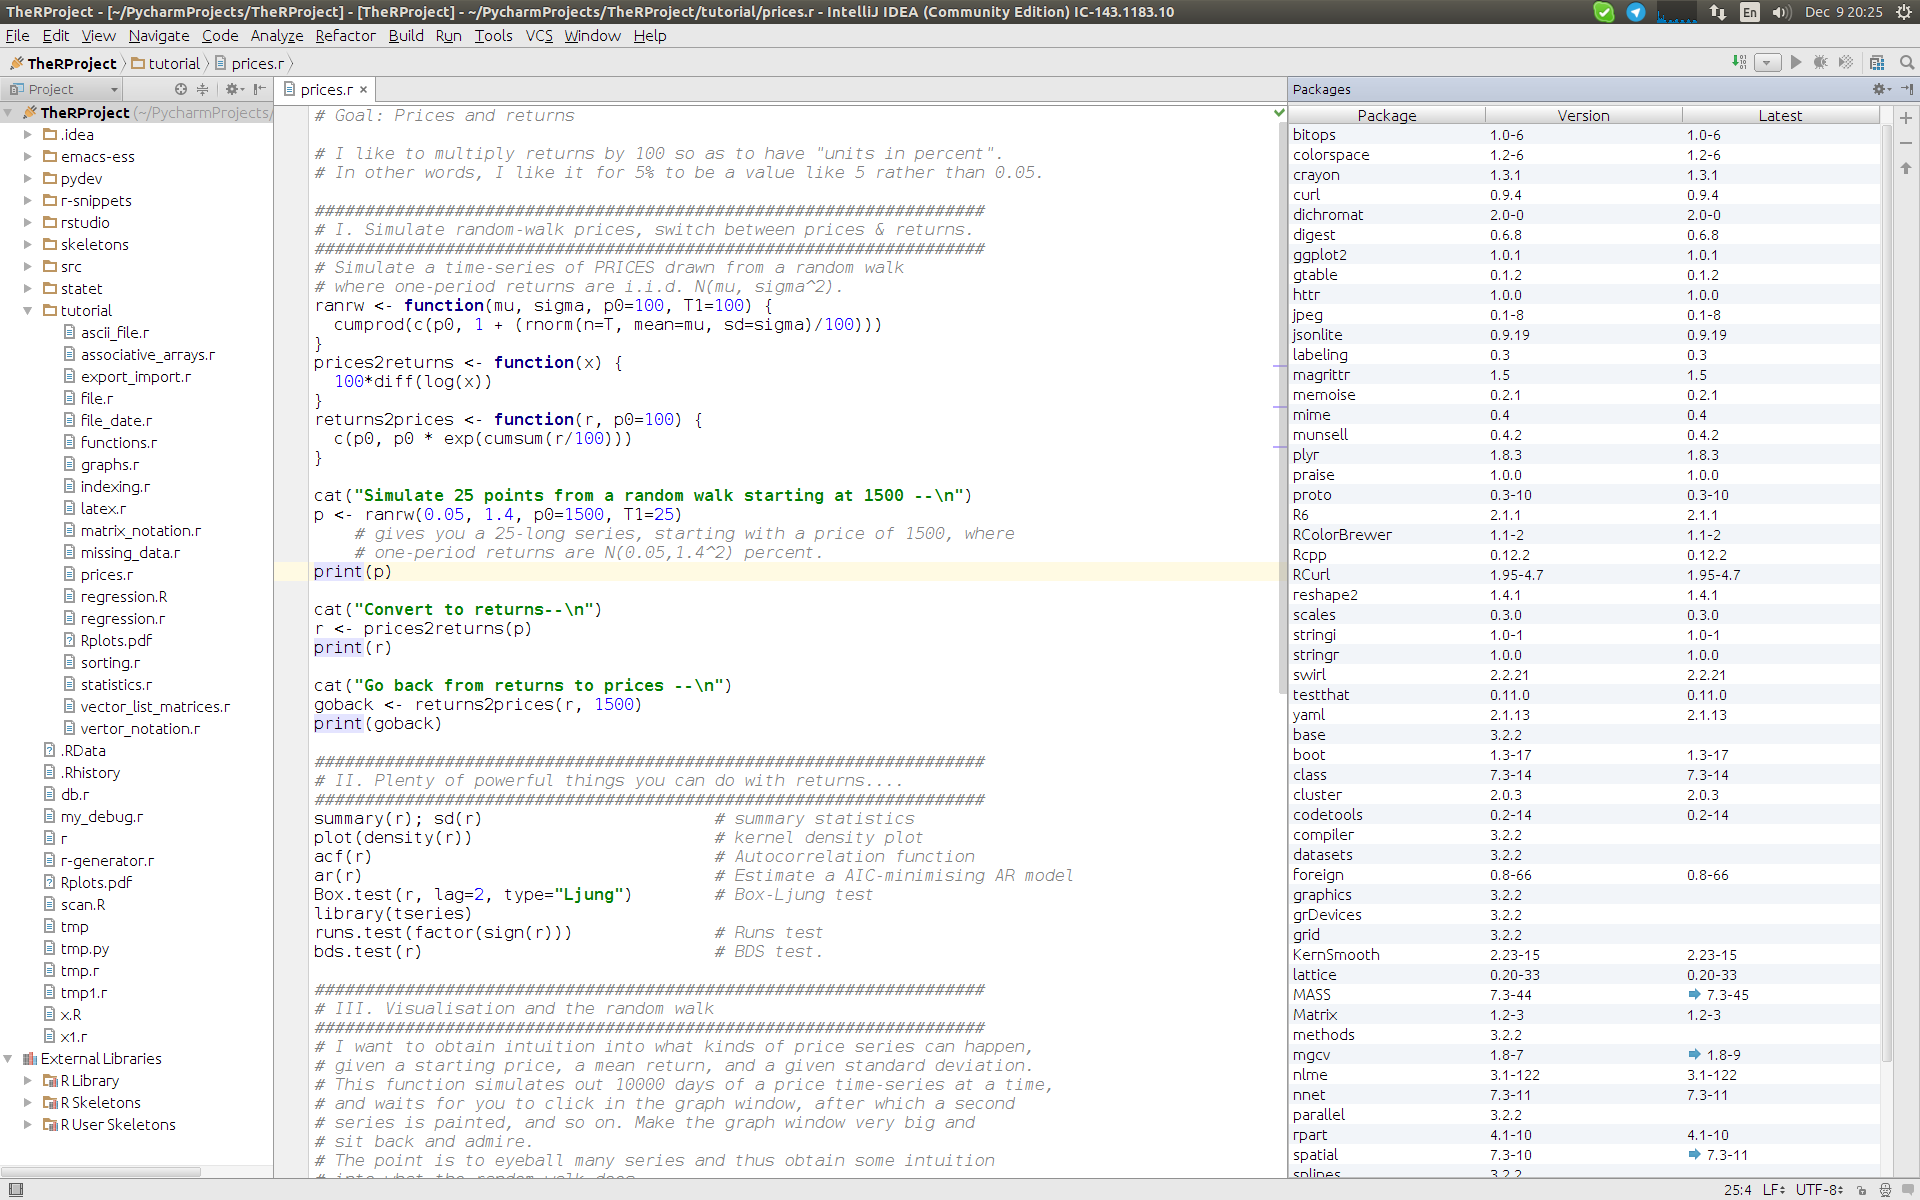 TheRProject - [~/PycharmProjects/TheRProject] - [TheRProject] - ~/PycharmProjects/TheRProject/tutorial/prices.r - IntelliJ IDEA (Community Edition) IC-143.1183.10
En
Dec 9 20:25
File Edit View Navigate Code Analyze Refactor Build Run Tools VCS Window Help
TheRProject tutorial prices.r
Project
TheRProject (~/PycharmProjects/
.idea
emacs-ess
pydev
r-snippets
rstudio
skeletons
src
statet
tutorial
ascii_file.r
associative_arrays.r
export_import.r
file.r
file_date.r
functions.r
graphs.r
indexing.r
latex.r
matrix_notation.r
missing_data.r
prices.r
regression.R
regression.r
Rplots.pdf
sorting.r
statistics.r
vector_list_matrices.r
vertor_notation.r
.RData
.Rhistory
db.r
my_debug.r
r
r-generator.r
Rplots.pdf
scan.R
tmp
tmp.py
tmp.r
tmp1.r
x.R
x1.r
External Libraries
R Library
R Skeletons
R User Skeletons
prices.r
# Goal: Prices and returns
# I like to multiply returns by 100 so as to have "units in percent".
# In other words, I like it for 5% to be a value like 5 rather than 0.05.
###################################################################
# I. Simulate random-walk prices, switch between prices & returns.
###################################################################
# Simulate a time-series of PRICES drawn from a random walk
# where one-period returns are i.i.d. N(mu, sigma^2).
ranrw <- function(mu, sigma, p0=100, T1=100) {
  cumprod(c(p0, 1 + (rnorm(n=T, mean=mu, sd=sigma)/100)))
}
prices2returns <- function(x) {
  100*diff(log(x))
}
returns2prices <- function(r, p0=100) {
  c(p0, p0 * exp(cumsum(r/100)))
}
cat("Simulate 25 points from a random walk starting at 1500 --\n")
p <- ranrw(0.05, 1.4, p0=1500, T1=25)
    # gives you a 25-long series, starting with a price of 1500, where
    # one-period returns are N(0.05,1.4^2) percent.
print(p)
cat("Convert to returns--\n")
r <- prices2returns(p)
print(r)
cat("Go back from returns to prices --\n")
goback <- returns2prices(r, 1500)
print(goback)
###################################################################
# II. Plenty of powerful things you can do with returns....
###################################################################
summary(r); sd(r) # summary statistics
plot(density(r)) # kernel density plot
acf(r) # Autocorrelation function
ar(r) # Estimate a AIC-minimising AR model
Box.test(r, lag=2, type="Ljung") # Box-Ljung test
library(tseries)
runs.test(factor(sign(r))) # Runs test
bds.test(r) # BDS test.
###################################################################
# III. Visualisation and the random walk
###################################################################
# I want to obtain intuition into what kinds of price series can happen,
# given a starting price, a mean return, and a given standard deviation.
# This function simulates out 10000 days of a price time-series at a time,
# and waits for you to click in the graph window, after which a second
# series is painted, and so on. Make the graph window very big and
# sit back and admire.
# The point is to eyeball many series and thus obtain some intuition
# into what the random walk does.
Packages
Package Version Latest
bitops 1.0-6 1.0-6
colorspace 1.2-6 1.2-6
crayon 1.3.1 1.3.1
curl 0.9.4 0.9.4
dichromat 2.0-0 2.0-0
digest 0.6.8 0.6.8
ggplot2 1.0.1 1.0.1
gtable 0.1.2 0.1.2
httr 1.0.0 1.0.0
jpeg 0.1-8 0.1-8
jsonlite 0.9.19 0.9.19
labeling 0.3 0.3
magrittr 1.5 1.5
memoise 0.2.1 0.2.1
mime 0.4 0.4
munsell 0.4.2 0.4.2
plyr 1.8.3 1.8.3
praise 1.0.0 1.0.0
proto 0.3-10 0.3-10
R6 2.1.1 2.1.1
RColorBrewer 1.1-2 1.1-2
Rcpp 0.12.2 0.12.2
RCurl 1.95-4.7 1.95-4.7
reshape2 1.4.1 1.4.1
scales 0.3.0 0.3.0
stringi 1.0-1 1.0-1
stringr 1.0.0 1.0.0
swirl 2.2.21 2.2.21
testthat 0.11.0 0.11.0
yaml 2.1.13 2.1.13
base 3.2.2
boot 1.3-17 1.3-17
class 7.3-14 7.3-14
cluster 2.0.3 2.0.3
codetools 0.2-14 0.2-14
compiler 3.2.2
datasets 3.2.2
foreign 0.8-66 0.8-66
graphics 3.2.2
grDevices 3.2.2
grid 3.2.2
KernSmooth 2.23-15 2.23-15
lattice 0.20-33 0.20-33
MASS 7.3-44 7.3-45
Matrix 1.2-3 1.2-3
methods 3.2.2
mgcv 1.8-7 1.8-9
nlme 3.1-122 3.1-122
nnet 7.3-11 7.3-11
parallel 3.2.2
rpart 4.1-10 4.1-10
spatial 7.3-10 7.3-11
splines 3.2.2
25:4 LF UTF-8